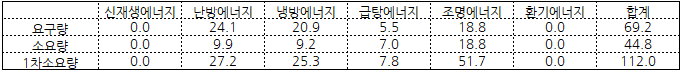 신재생에너지 난방에너지 냉방에너지 급탕에너지 조명에너지 환기에너지 합계
요구량 0.0 24.1 20.9 5.5 18.8 0.0 69.2
소요량 0.0 9.9 9.2 7.0 18.8 0.0 44.8
1차소요량 0.0 27.2 25.3 7.8 51.7 0.0 112.0